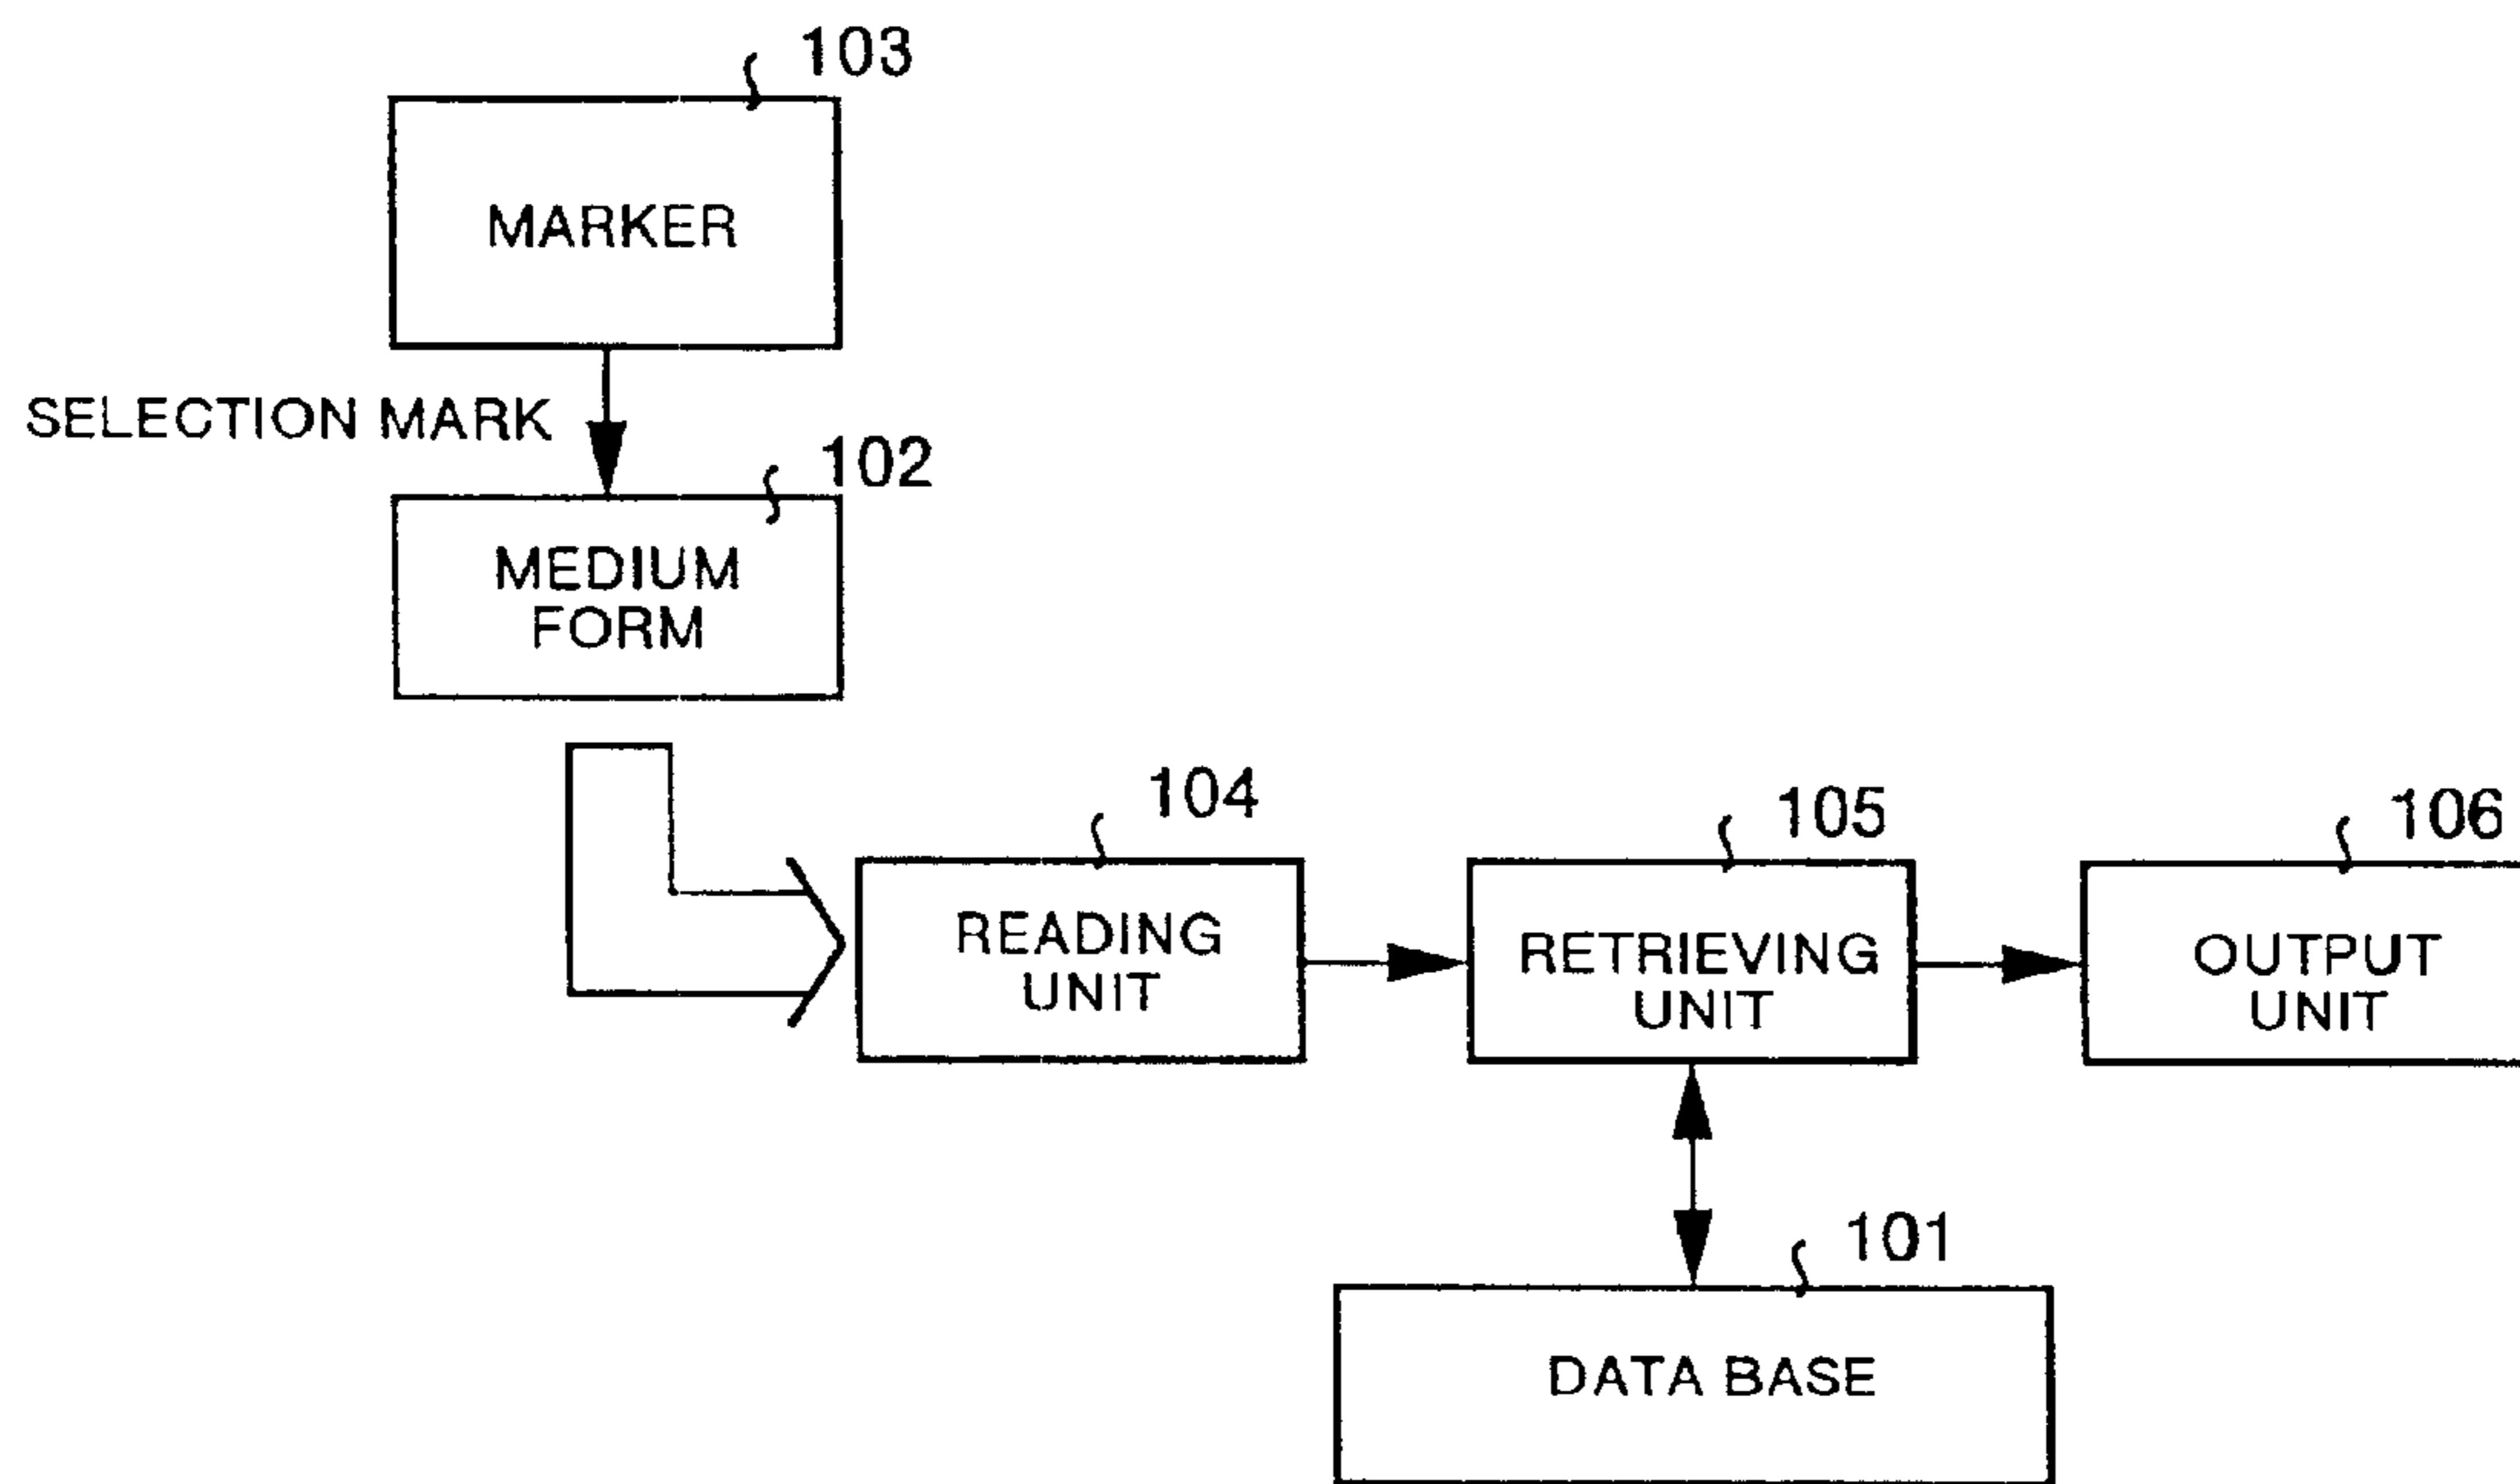 103
MARKER
SELECTION MARK
102
MEDIUM
FORM
104
READING
UNIT
105
RETRIEVING
UNIT
106
OUTPUT
UNIT
101
DATA BASE